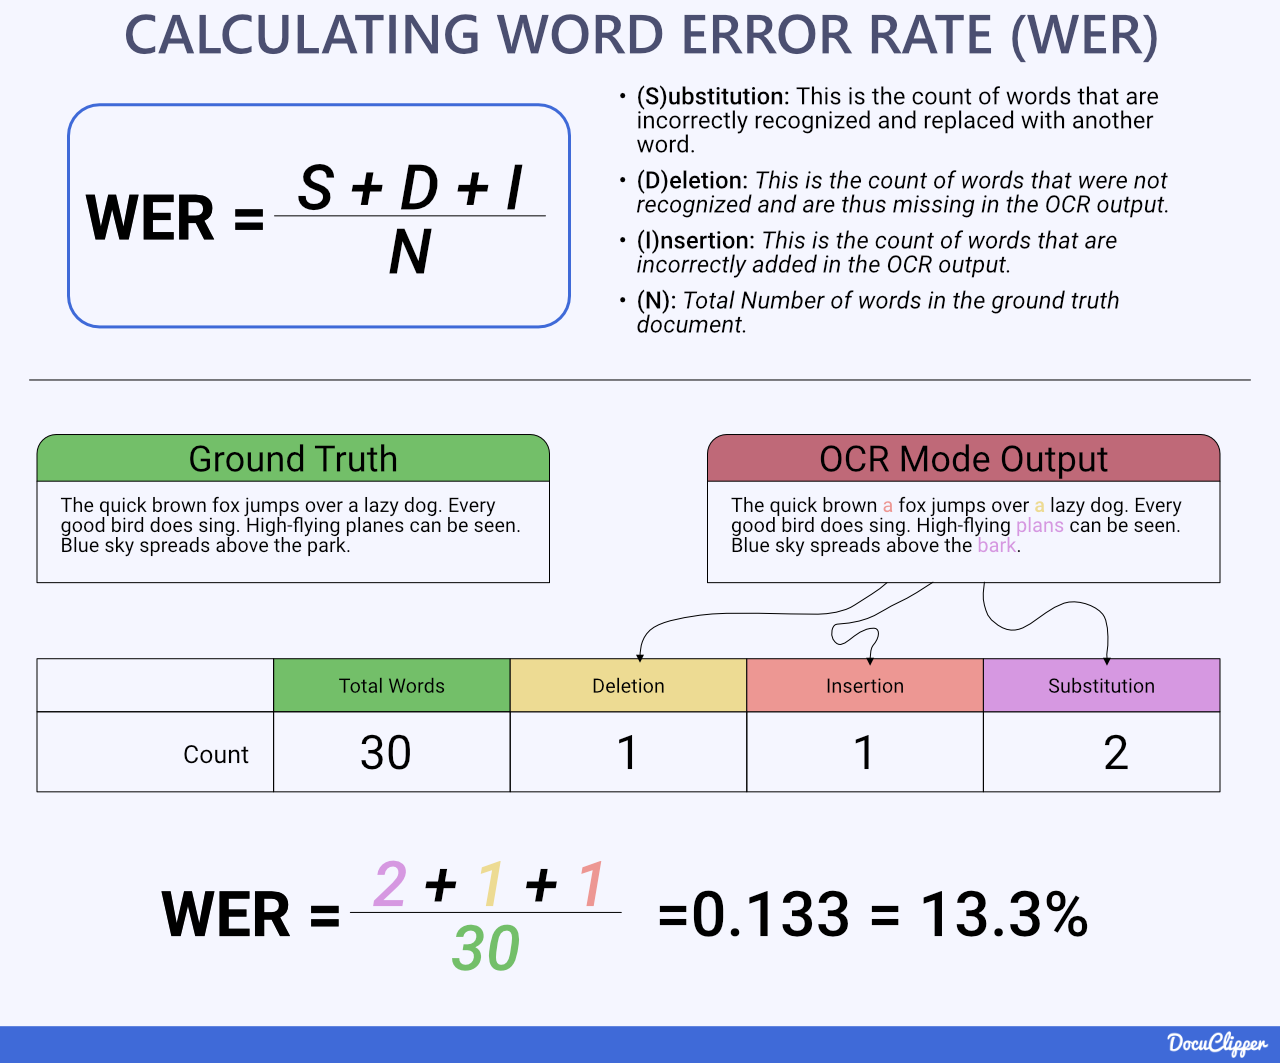 CALCULATING WORD ERROR RATE (WER)
WER = S + D + I
N
• (S)ubstitution: This is the count of words that are
incorrectly recognized and replaced with another
word.
• (D)eletion: This is the count of words that were not
recognized and are thus missing in the OCR output.
• (I)nsertion: This is the count of words that are
incorrectly added in the OCR output.
• (N): Total Number of words in the ground truth
document.
Ground Truth
The quick brown fox jumps over a lazy dog. Every
good bird does sing. High-flying planes can be seen.
Blue sky spreads above the park.
OCR Mode Output
The quick brown a fox jumps over a lazy dog. Every
good bird does sing. High-flying plans can be seen.
Blue sky spreads above the bark.
Total Words Deletion Insertion Substitution
Count 30 1 1 2
WER = 2 + 1 + 1 =0.133 = 13.3%
30
DocuClipper